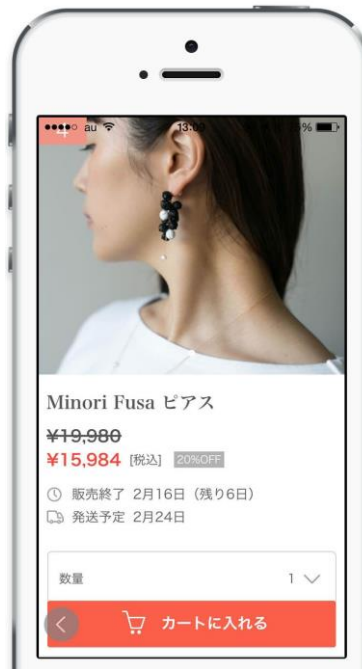 au 13:00 %
Minori Fusa ピアス
¥19,980
¥15,984 [税込] 20%OFF
販売終了 2月16日（残り6日）
発送予定 2月24日
数量 1
カートに入れる